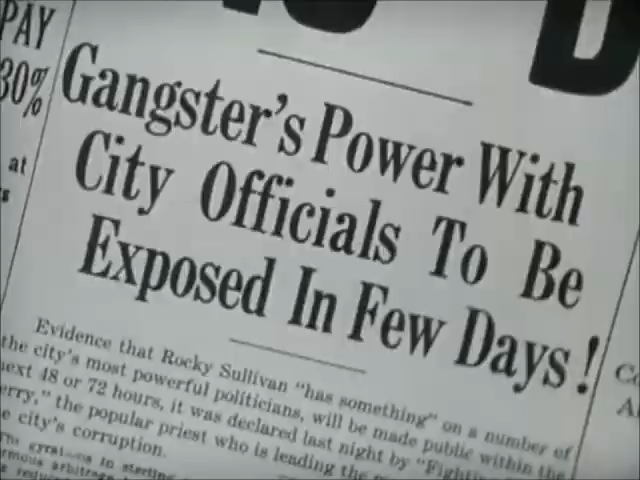 PAY
30%
at
Gangster's Power With
City Officials To Be
Exposed In Few Days!
Evidence that Rocky Sullivan "has something" on a number of
the city's most powerful politicians, will be made public within the
next 48 or 72 hours, it was declared last night by
erry," the popular priest who is leading the
e city's corruption.